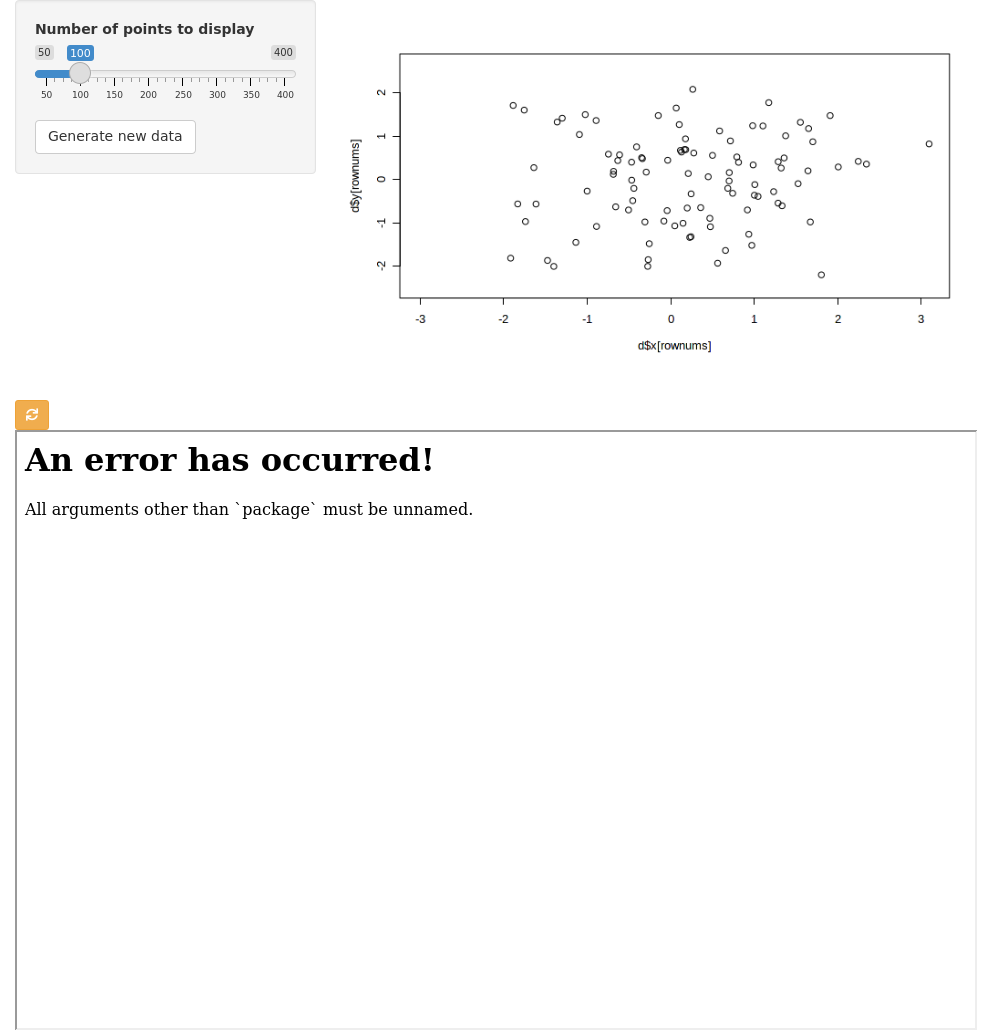 Number of points to display
50 100 400
50 100 150 200 250 300 350 400
Generate new data
d$y[rownums]
2
1
0
-1
-2
-3 -2 -1 0 1 2 3
d$x[rownums]
An error has occurred!
All arguments other than `package` must be unnamed.